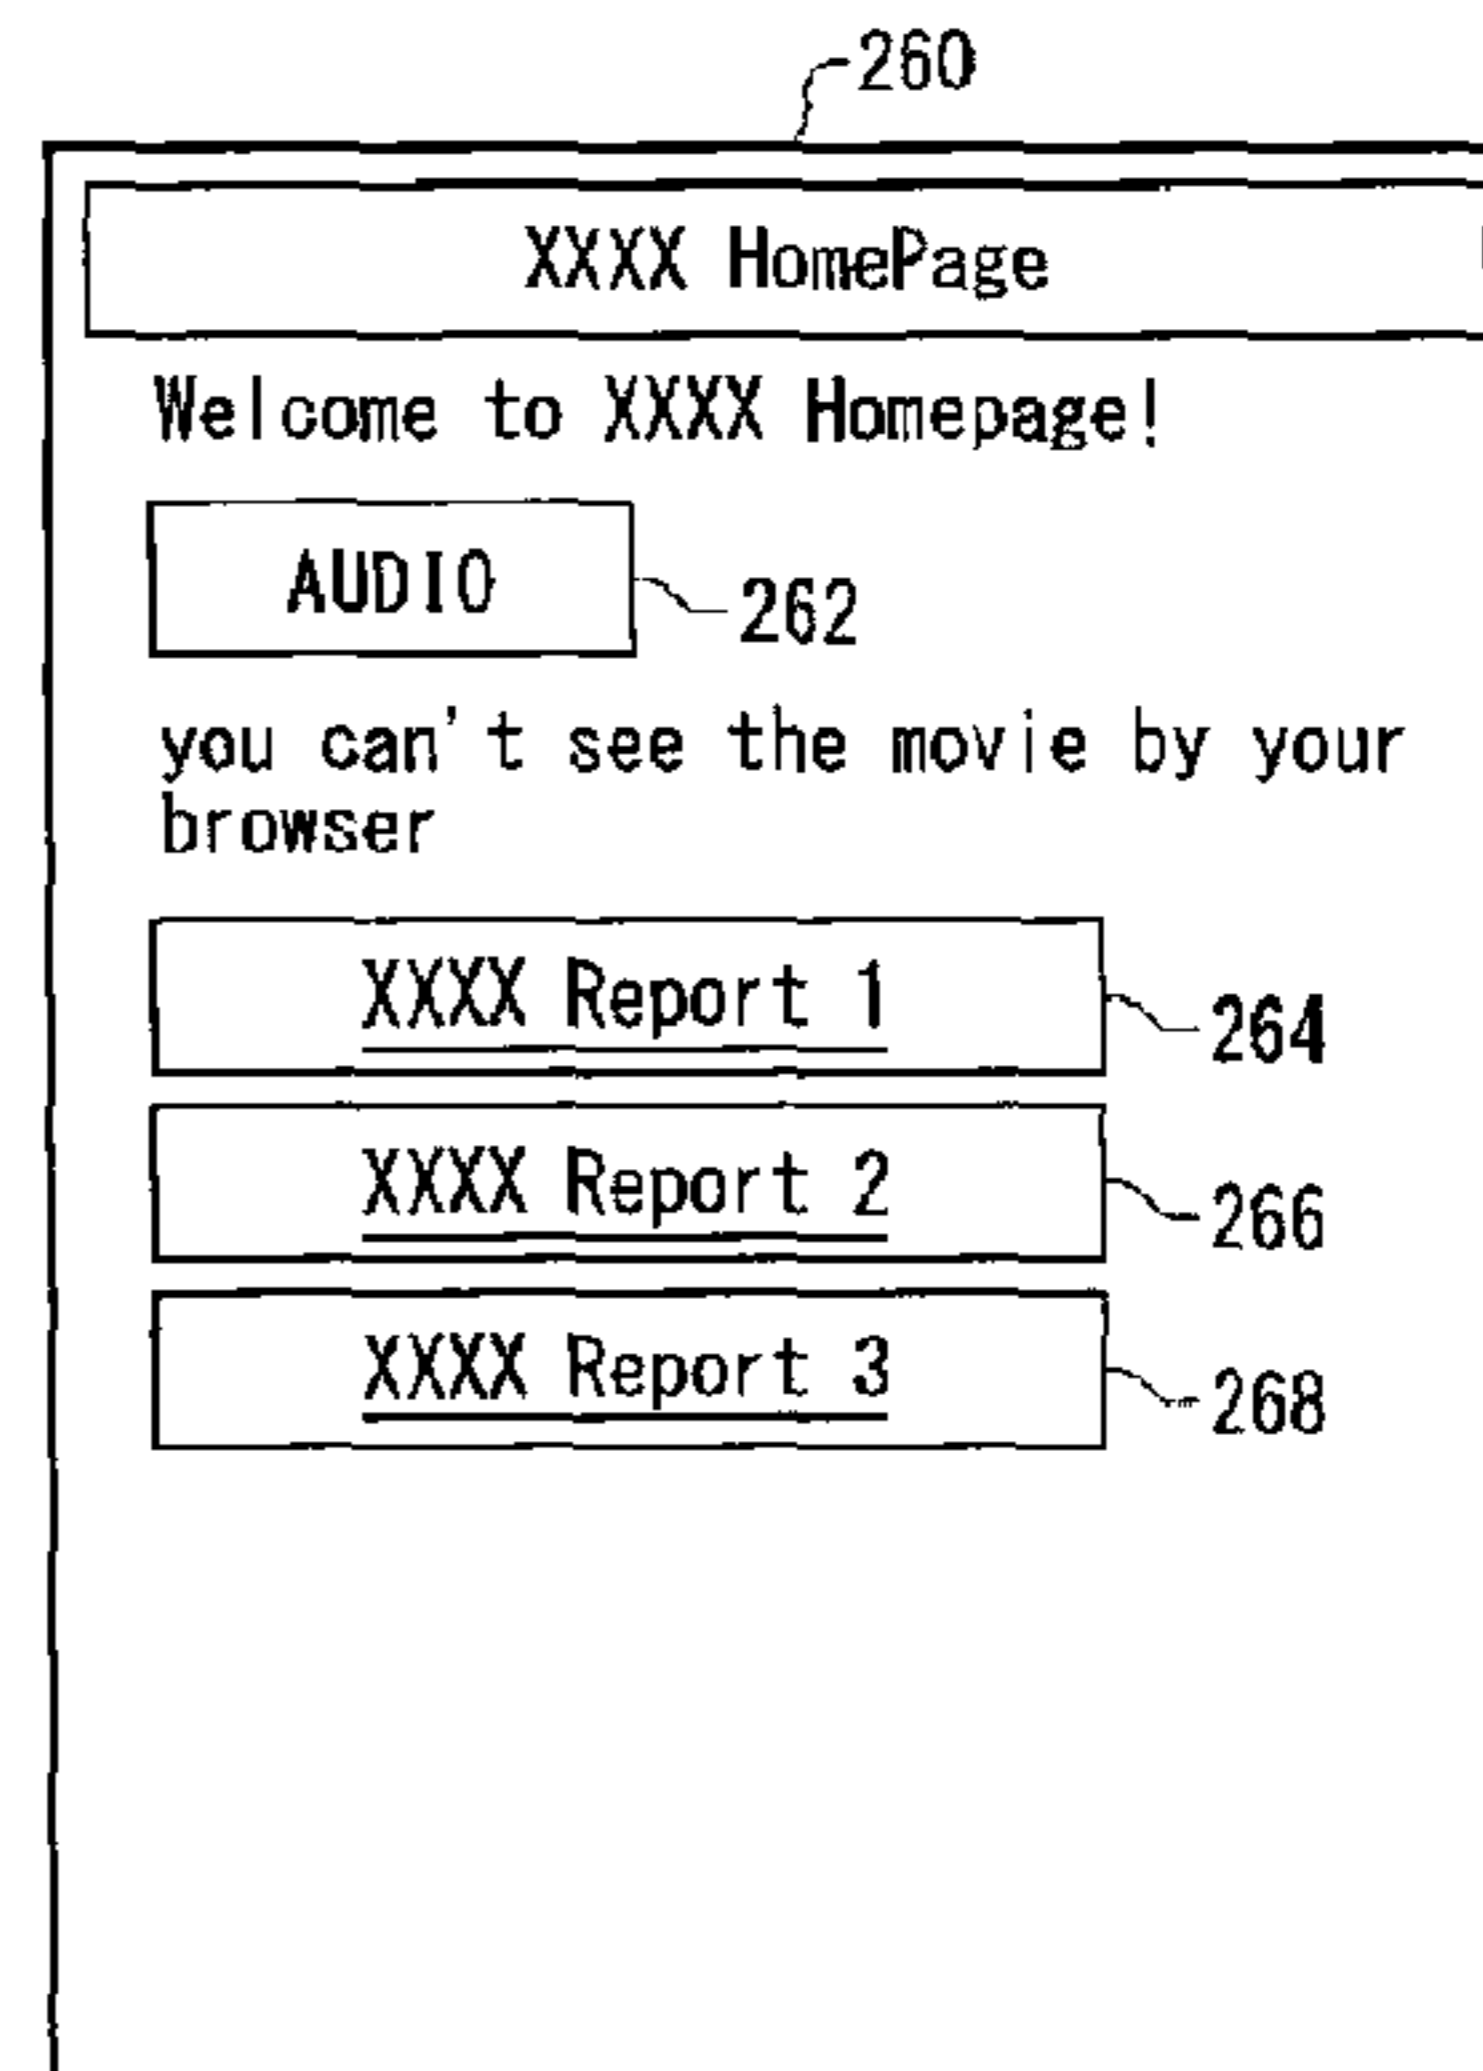 260
XXXX HomePage
Welcome to XXXX Homepage!
AUDIO
262
you can't see the movie by your
browser
XXXX Report 1
264
XXXX Report 2
266
XXXX Report 3
268